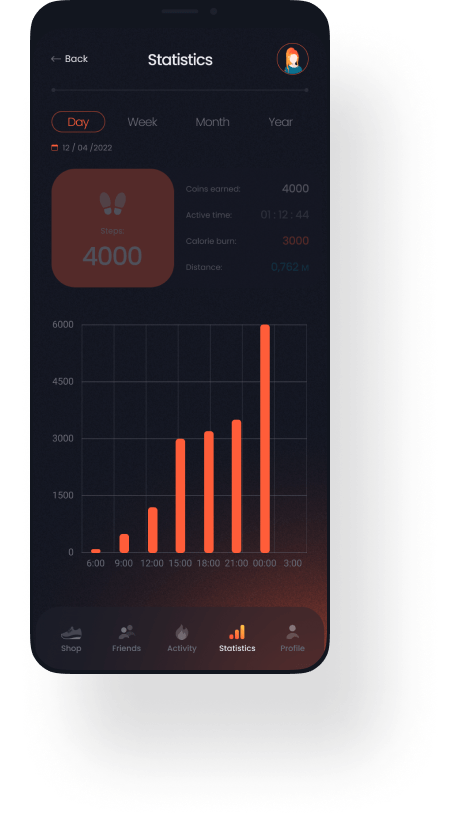 ← Back
Statistics
Day Week Month Year
12 / 04 /2022
Steps:
4000
Coins earned: 4000
Active time: 01 : 12 : 44
Calorie burn: 3000
Distance: 0,762 м
6000
4500
3000
1500
0
6:00 9:00 12:00 15:00 18:00 21:00 00:00 3:00
Shop Friends Activity Statistics Profile